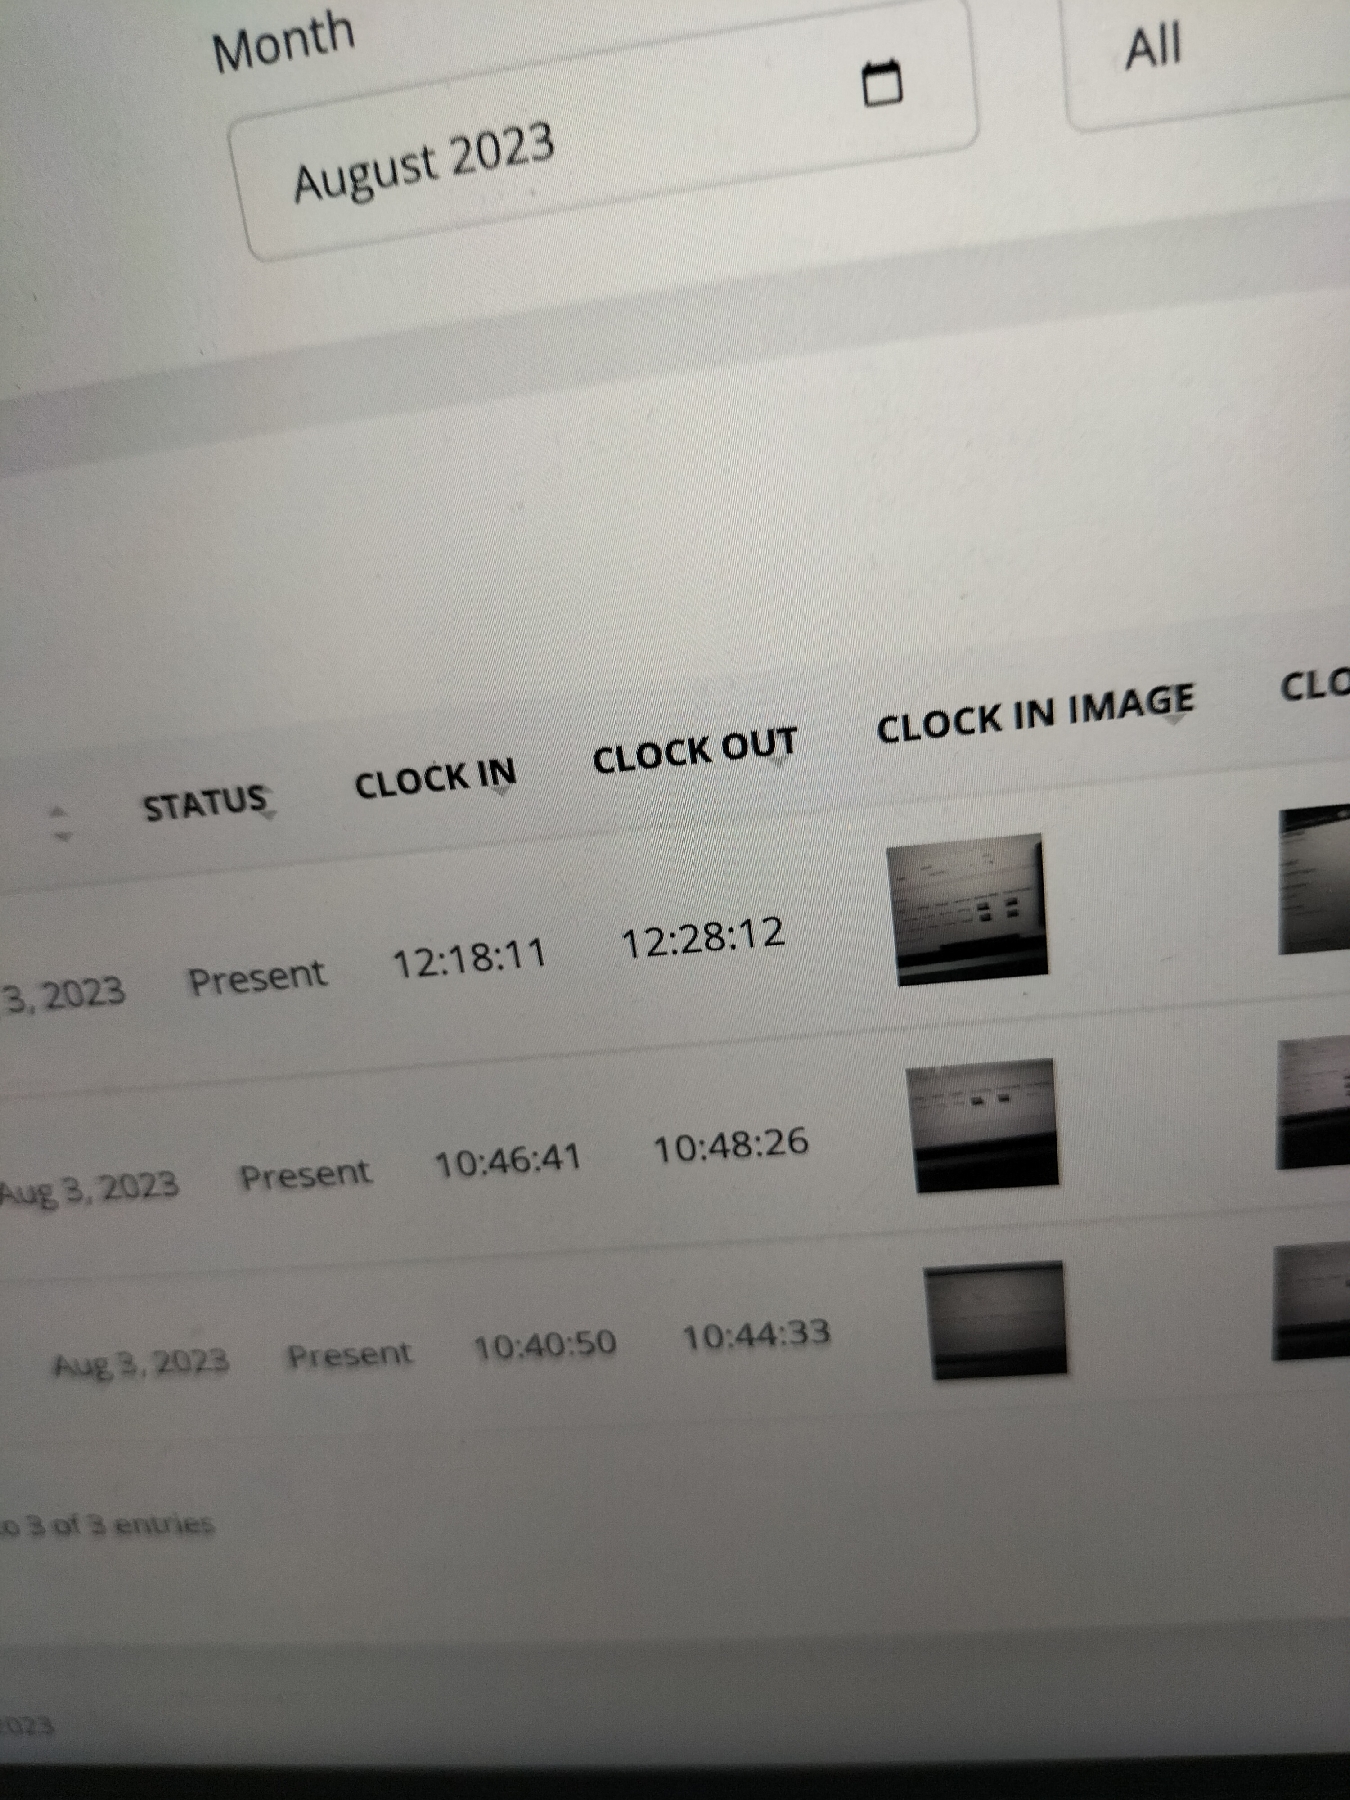 Month
August 2023
All
STATUS CLOCK IN CLOCK OUT CLOCK IN IMAGE CLO
3, 2023 Present 12:18:11 12:28:12
Aug 3, 2023 Present 10:46:41 10:48:26
Aug 3, 2023 Present 10:40:50 10:44:33
to 3 of 3 entries
2023